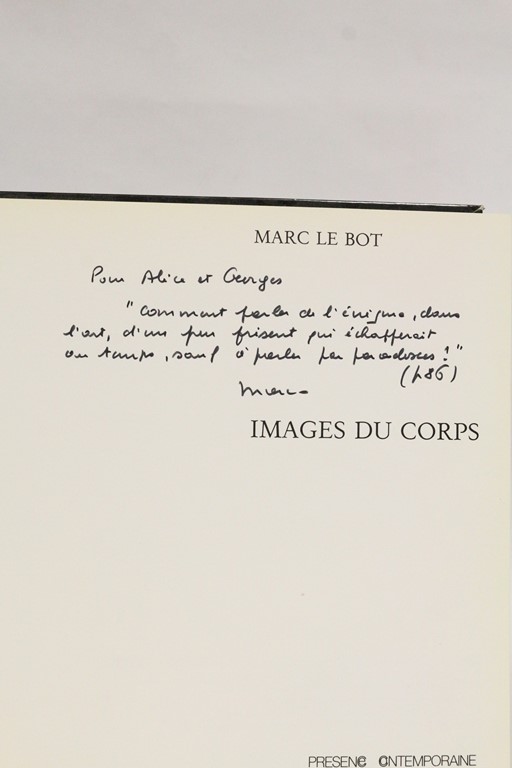 MARC LE BOT
Pour Alice et Georges
"Comment parler de l'énigme, dans
l'art, d'un pur présent qui échapperait
au temps, sauf à parler par paradoxes!"
(p86)
Marc
IMAGES DU CORPS
PRESENC CONTEMPORAINE